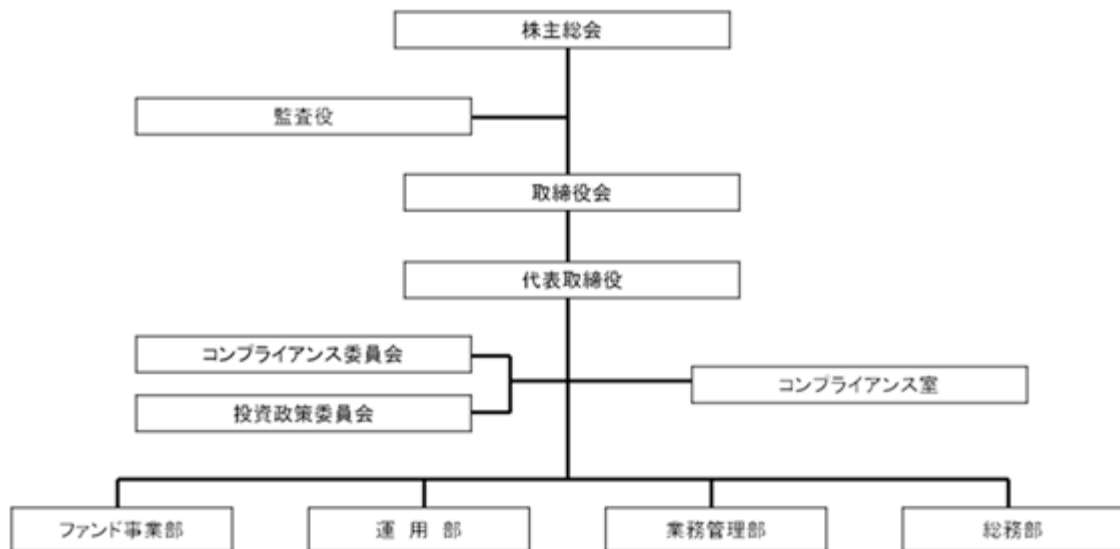 株主総会
監査役
取締役会
代表取締役
コンプライアンス委員会
コンプライアンス室
投資政策委員会
ファンド事業部
運 用 部
業務管理部
総務部